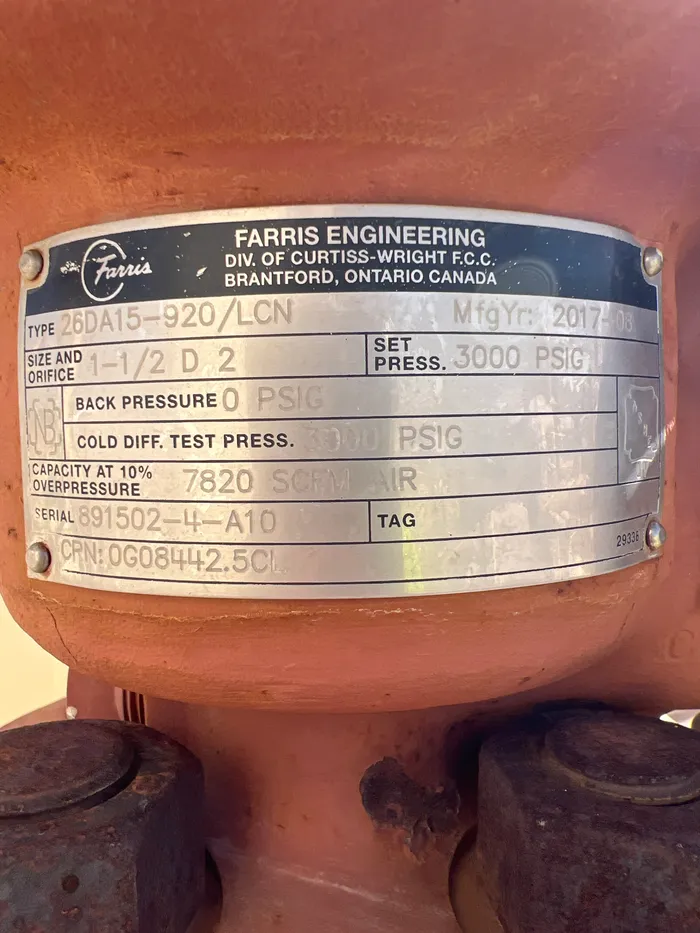 Farris
FARRIS ENGINEERING
DIV. OF CURTISS-WRIGHT F.C.C.
BRANTFORD, ONTARIO, CANADA
TYPE 26DA15-920/LCN MfgYr: 2017-08
SIZE AND ORIFICE 1-1/2 D 2
SET PRESS. 3000 PSIG
NB
BACK PRESSURE 0 PSIG
COLD DIFF. TEST PRESS. 3000 PSIG
CAPACITY AT 10% OVERPRESSURE 7820 SCFM AIR
SERIAL 891502-4-A10
TAG
29336
CRN: 0G08442.5CL